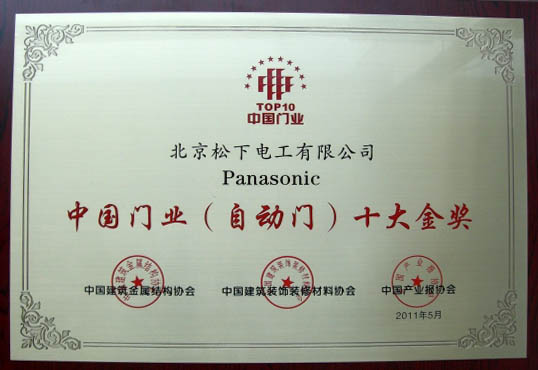 TOP10
中国门业
北京松下电工有限公司
Panasonic
中国门业（自动门）十大金奖
中国建筑金属结构协会 中国建筑装饰装修材料协会 中国产业报协会
2011年5月